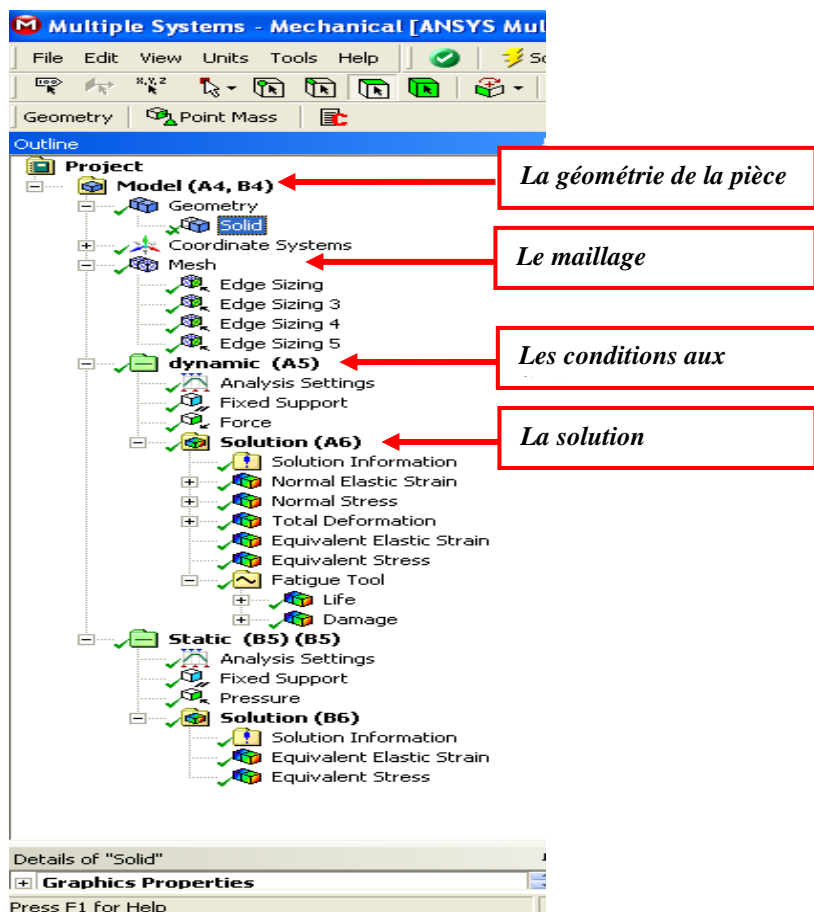 Multiple Systems - Mechanical [ANSYS Mul
File Edit View Units Tools Help
Geometry Point Mass
Outline
Project
Model (A4, B4)
La géométrie de la pièce
Geometry
Solid
Coordinate Systems
Mesh
Le maillage
Edge Sizing
Edge Sizing 3
Edge Sizing 4
Edge Sizing 5
dynamic (A5)
Les conditions aux
Analysis Settings
Fixed Support
Force
Solution (A6)
La solution
Solution Information
Normal Elastic Strain
Normal Stress
Total Deformation
Equivalent Elastic Strain
Equivalent Stress
Fatigue Tool
Life
Damage
Static (B5) (B5)
Analysis Settings
Fixed Support
Pressure
Solution (B6)
Solution Information
Equivalent Elastic Strain
Equivalent Stress
Details of "Solid"
Graphics Properties
Press F1 for Help